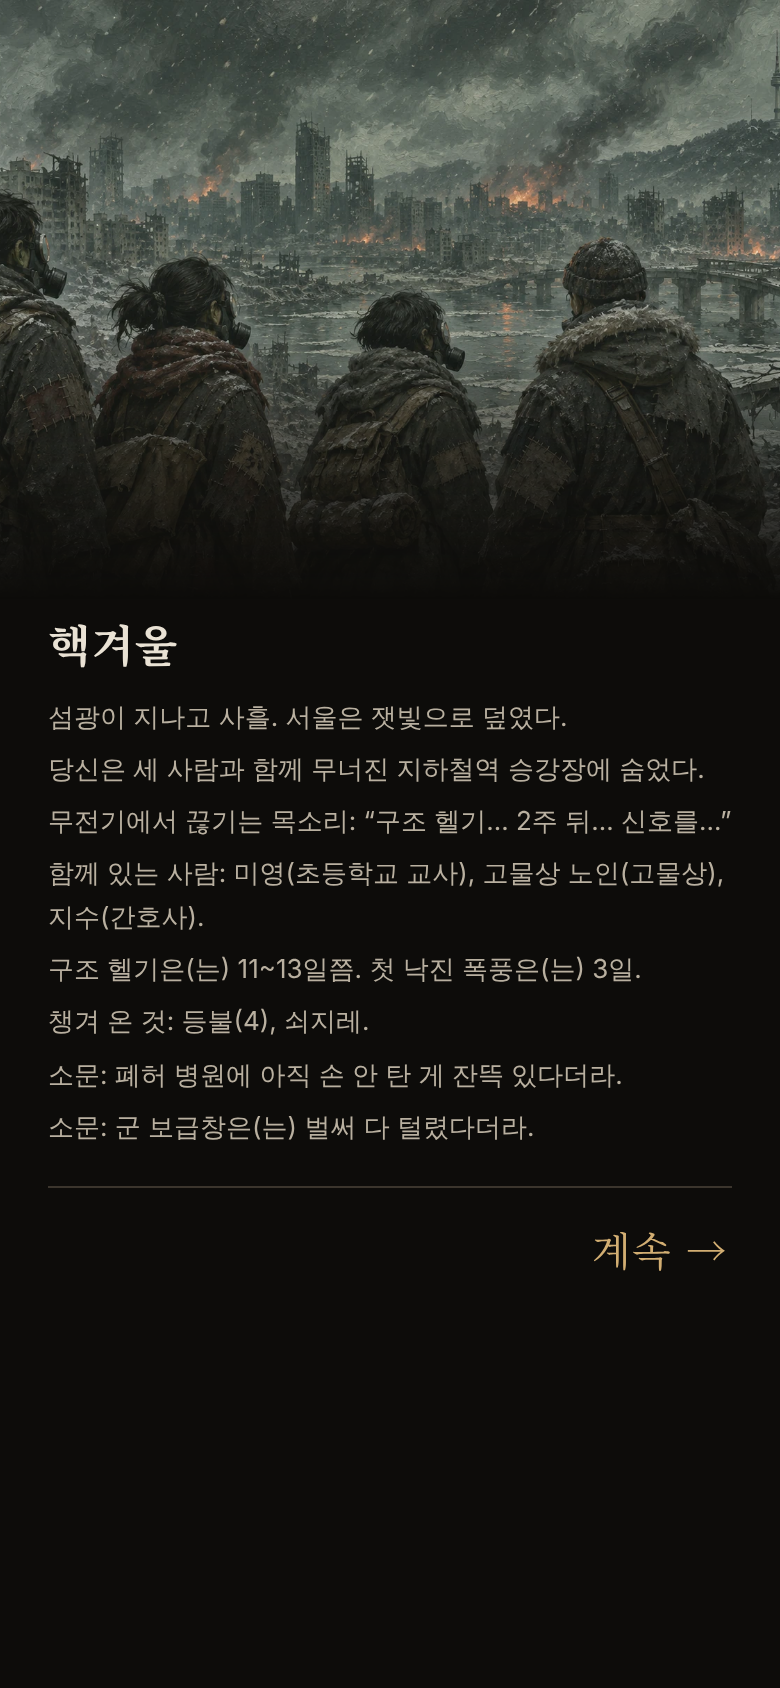 핵겨울
섬광이 지나고 사흘. 서울은 잿빛으로 덮였다.
당신은 세 사람과 함께 무너진 지하철역 승강장에 숨었다.
무전기에서 끊기는 목소리: “구조 헬기… 2주 뒤… 신호를…”
함께 있는 사람: 미영(초등학교 교사), 고물상 노인(고물상),
지수(간호사).
구조 헬기은(는) 11~13일쯤. 첫 낙진 폭풍은(는) 3일.
챙겨 온 것: 등불(4), 쇠지레.
소문: 폐허 병원에 아직 손 안 탄 게 잔뜩 있다더라.
소문: 군 보급창은(는) 벌써 다 털렸다더라.
계속 →